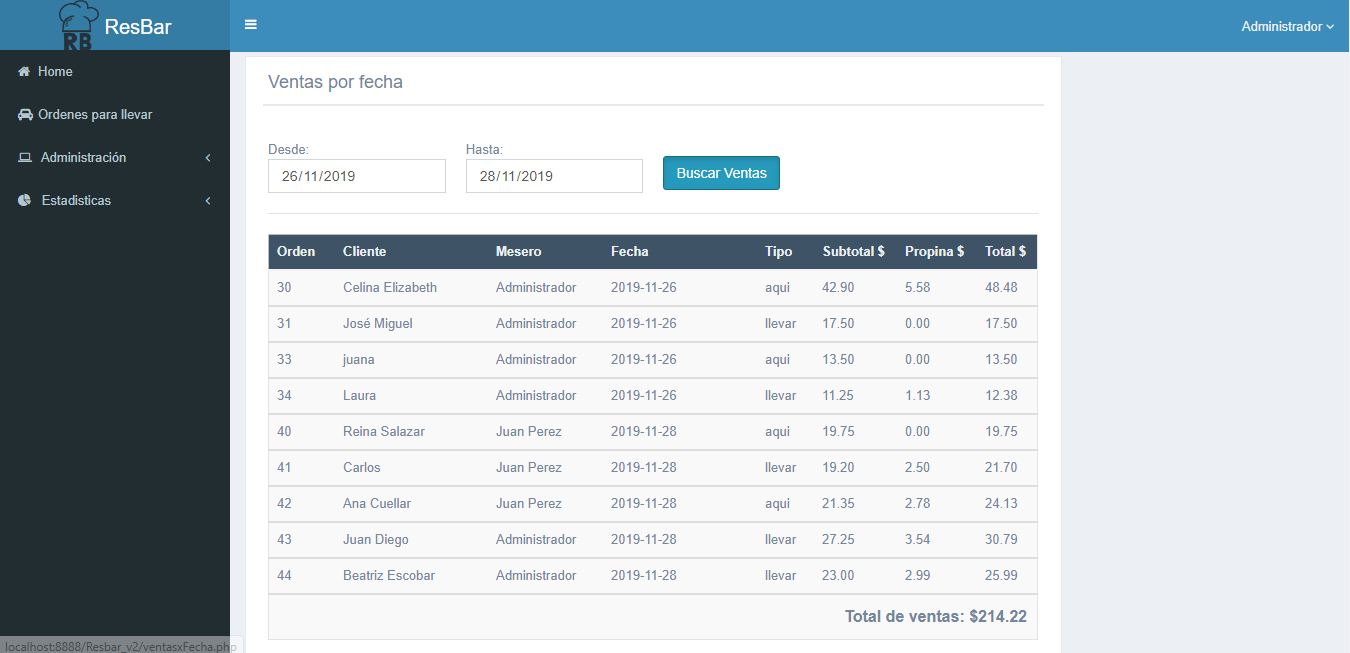 RB ResBar
Administrador
Home
Ordenes para llevar
Administración
Estadisticas
Ventas por fecha
Desde: Hasta:
26/11/2019 28/11/2019 Buscar Ventas
Orden Cliente Mesero Fecha Tipo Subtotal $ Propina $ Total $
30 Celina Elizabeth Administrador 2019-11-26 aqui 42.90 5.58 48.48
31 José Miguel Administrador 2019-11-26 llevar 17.50 0.00 17.50
33 juana Administrador 2019-11-26 aqui 13.50 0.00 13.50
34 Laura Administrador 2019-11-26 llevar 11.25 1.13 12.38
40 Reina Salazar Juan Perez 2019-11-28 aqui 19.75 0.00 19.75
41 Carlos Juan Perez 2019-11-28 llevar 19.20 2.50 21.70
42 Ana Cuellar Juan Perez 2019-11-28 aqui 21.35 2.78 24.13
43 Juan Diego Administrador 2019-11-28 llevar 27.25 3.54 30.79
44 Beatriz Escobar Administrador 2019-11-28 llevar 23.00 2.99 25.99
Total de ventas: $214.22
localhost:8888/Resbar_v2/ventasxFecha.php